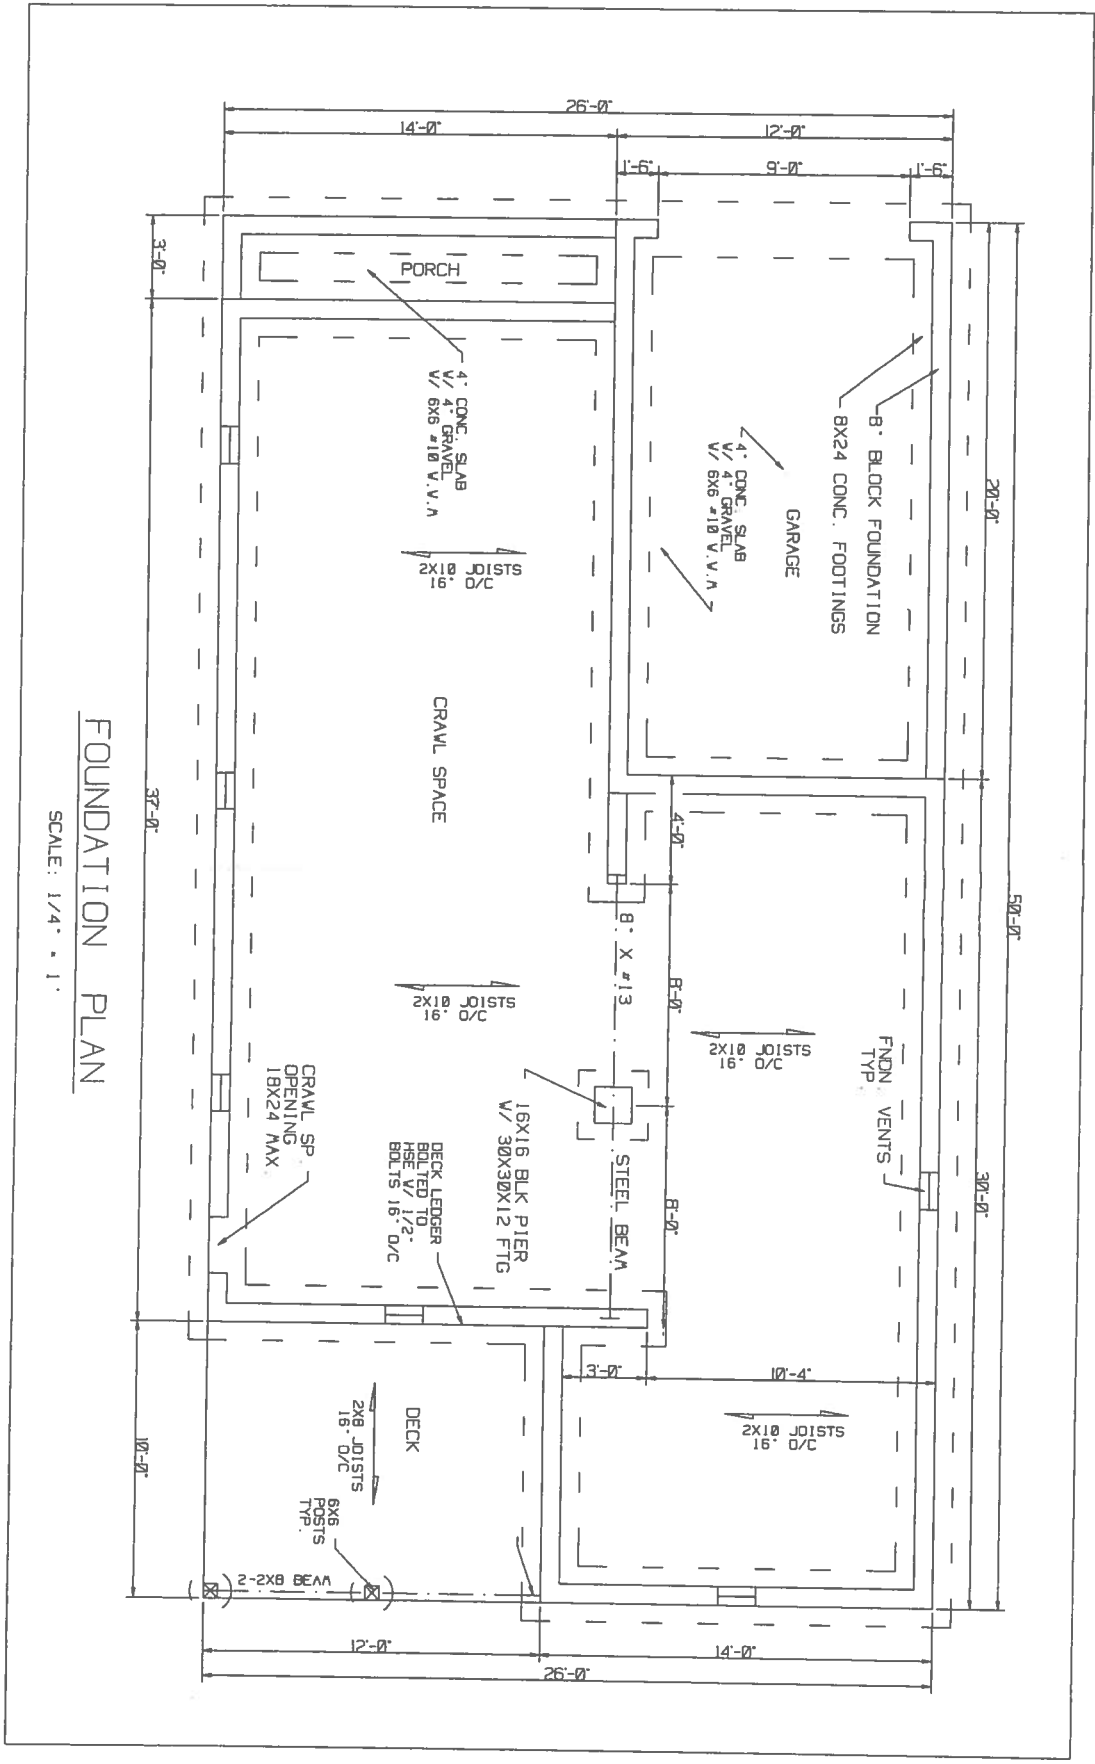 26'-0"
14'-0"
12'-0"
1'-6"
9'-0"
1'-6"
3'-0"
PORCH
4" CONC. SLAB
W/ 4" GRAVEL
W/ 6X6 #10 W.W.M
4" CONC. SLAB
W/ 4" GRAVEL
W/ 6X6 #10 W.W.M
GARAGE
8" BLOCK FOUNDATION
8X24 CONC. FOOTINGS
20'-0"
2X10 JOISTS
16" O/C
CRAWL SPACE
37'-0"
4'-0"
50'-0"
8" X #13
8'-0"
2X10 JOISTS
16" O/C
2X10 JOISTS
16" O/C
FNDN. VENTS
TYP.
30'-0"
STEEL BEAM
8'-0"
16X16 BLK PIER
W/ 30X30X12 FTG
DECK LEDGER
BOLTED TO
HSE W/ 1/2"
BOLTS 16" O/C
CRAWL SP.
OPENING
18X24 MAX.
3'-0"
10'-4"
2X10 JOISTS
16" O/C
DECK
2X8 JOISTS
16" O/C
10'-0"
6X6
POSTS
TYP.
2-2X8 BEAM
12'-0"
14'-0"
26'-0"
FOUNDATION PLAN
SCALE: 1/4" = 1'